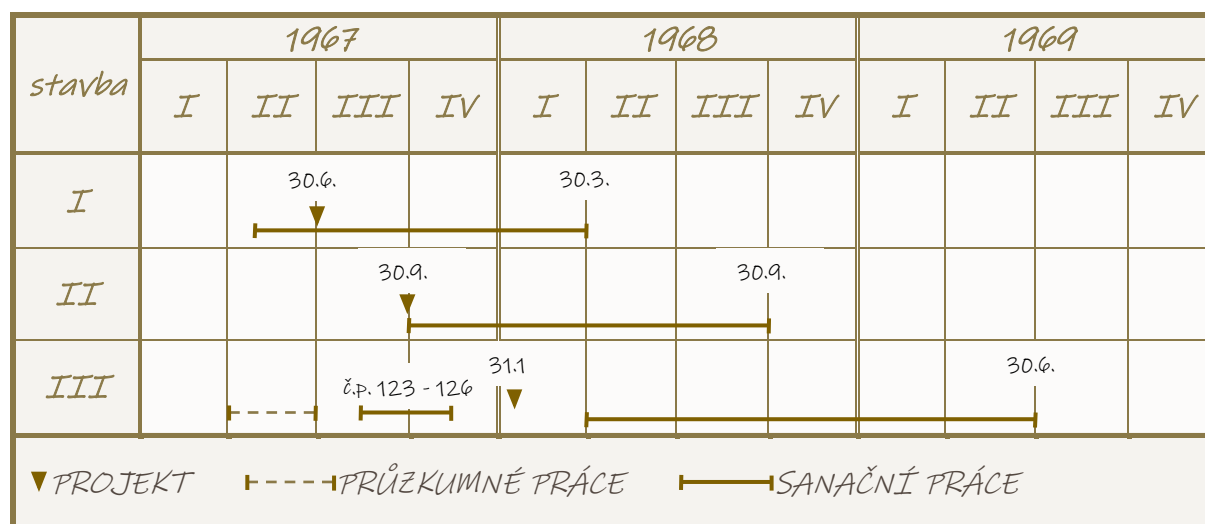 1967 1968 1969
stavba
I II III IV I II III IV I II III IV
I
30.6. 30.3.
II
30.9. 30.9.
III
31.1 30.6.
č.p. 123 - 126
PROJEKT PRŮZKUMNÉ PRÁCE SANAČNÍ PRÁCE